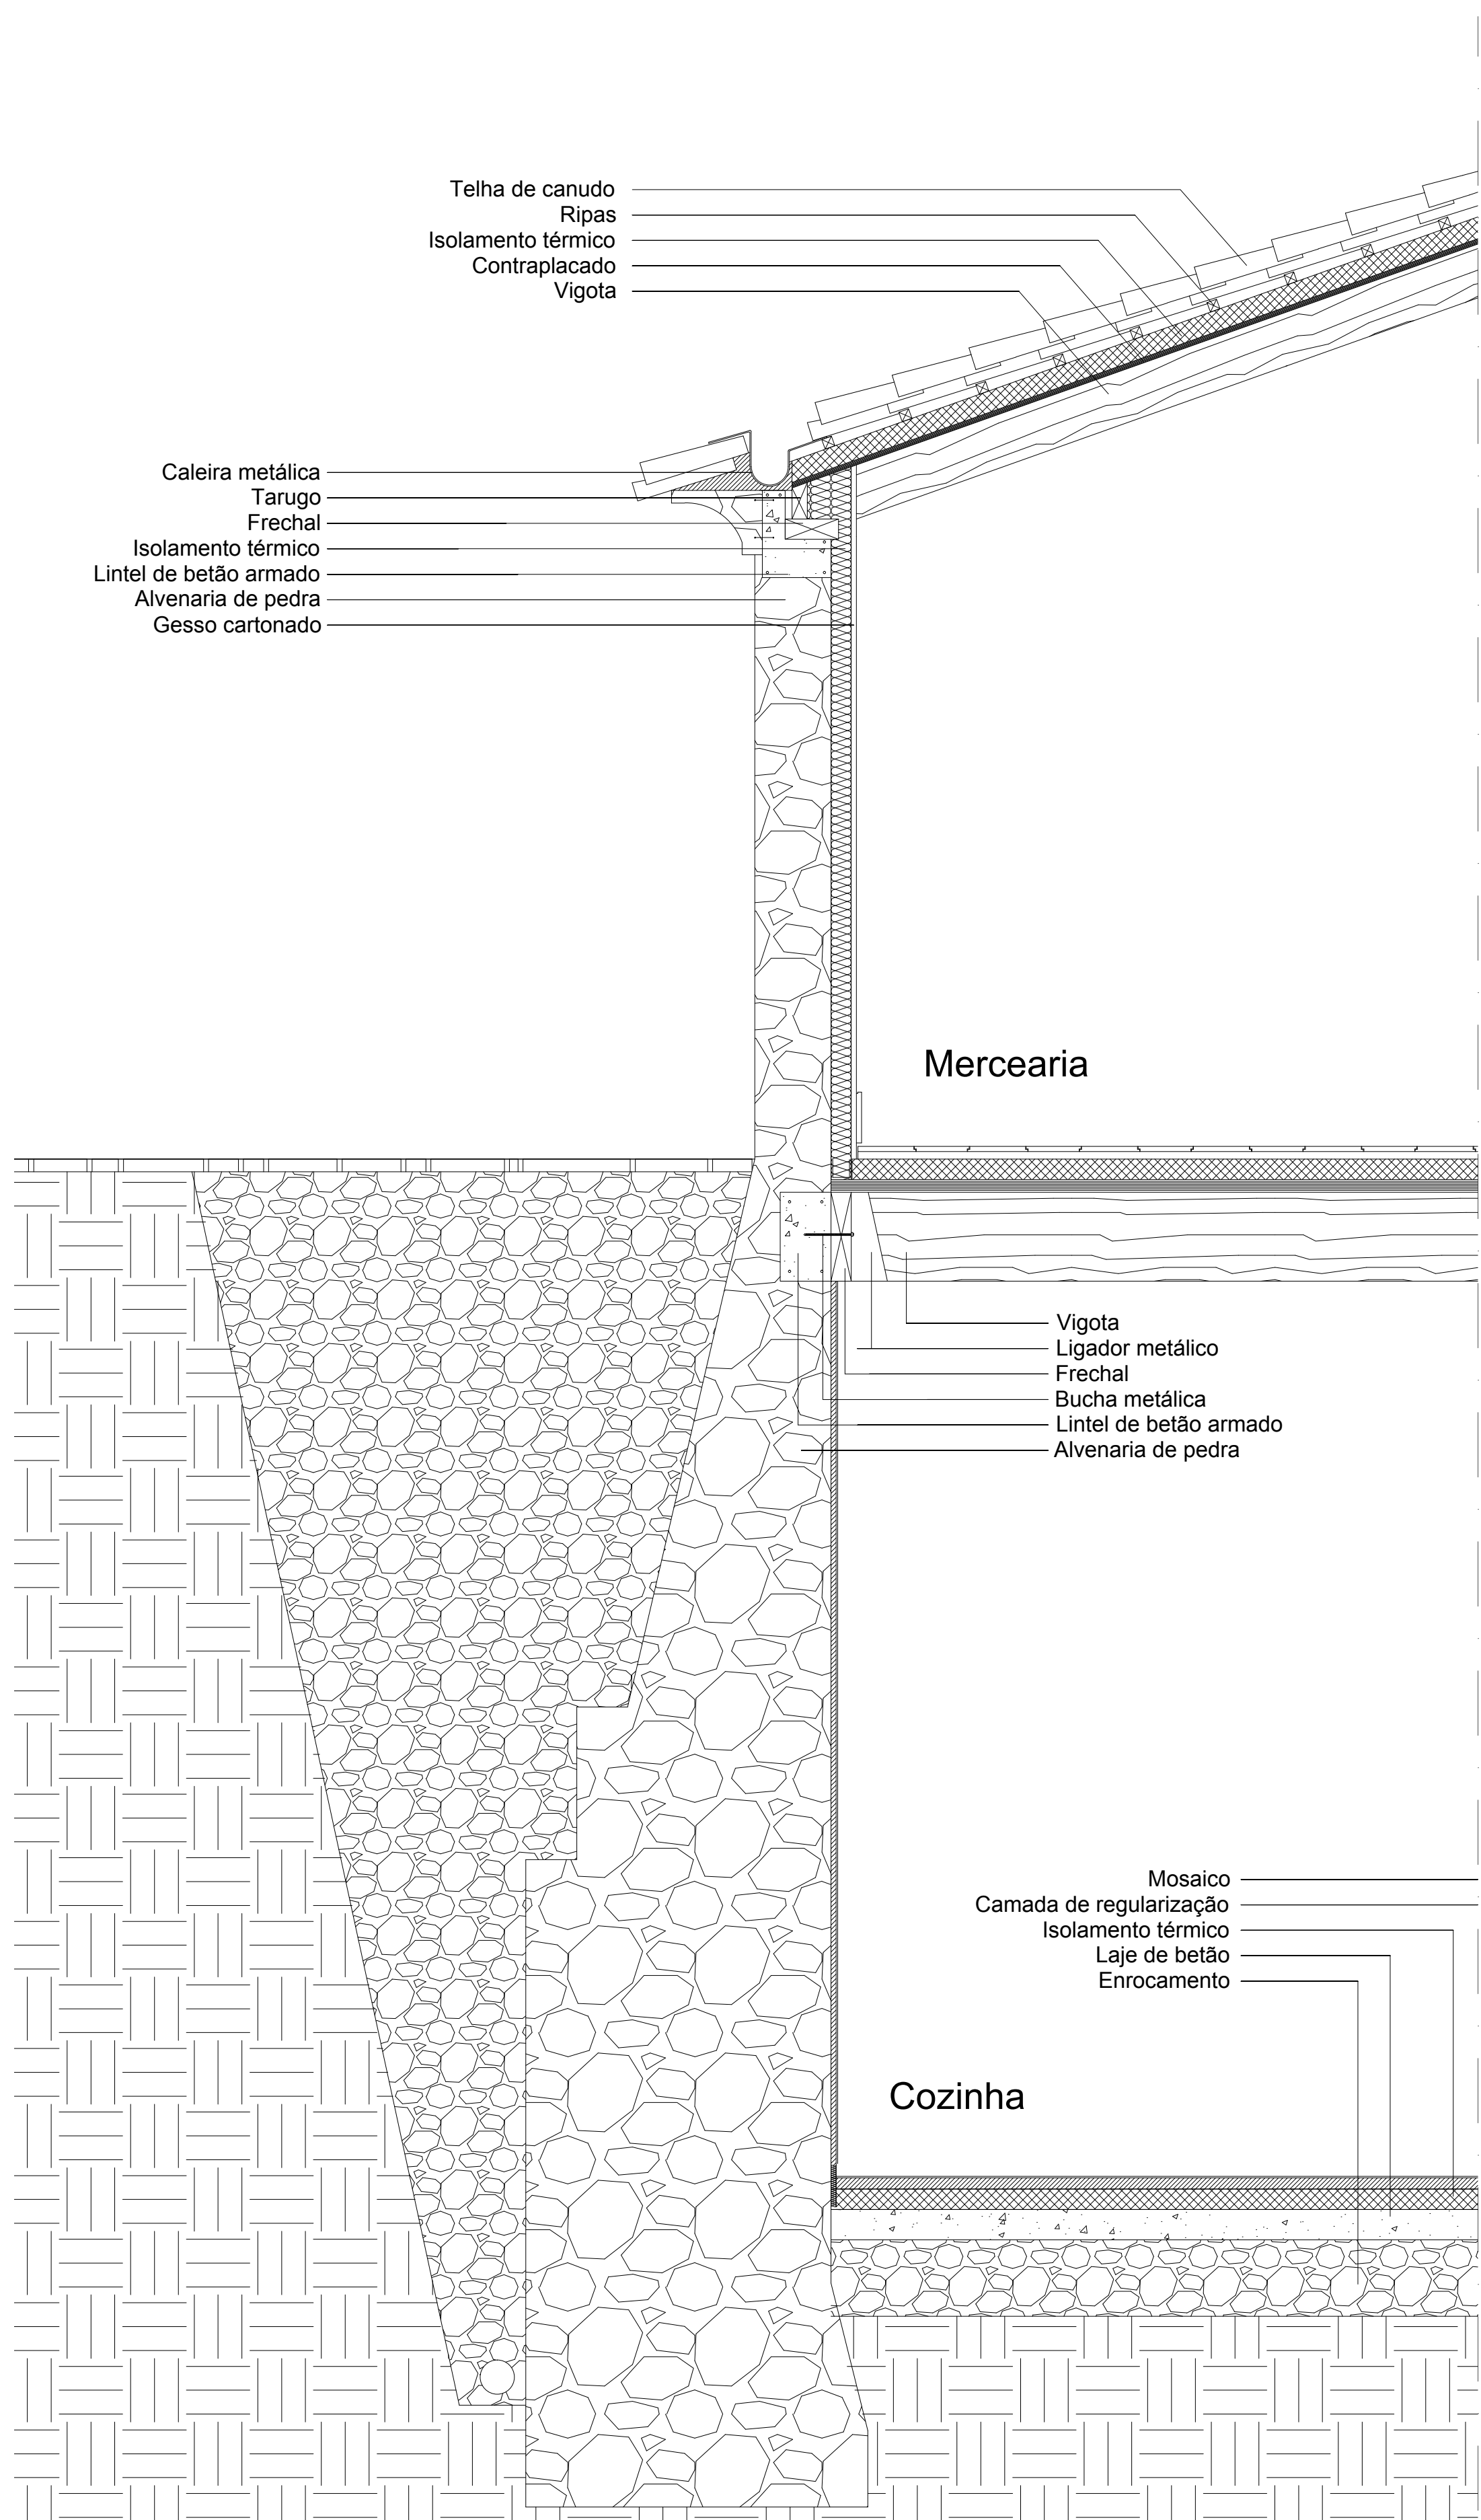 Telha de canudo
Ripas
Isolamento térmico
Contraplacado
Vigota
Caleira metálica
Tarugo
Frechal
Isolamento térmico
Lintel de betão armado
Alvenaria de pedra
Gesso cartonado
Mercearia
Vigota
Ligador metálico
Frechal
Bucha metálica
Lintel de betão armado
Alvenaria de pedra
Mosaico
Camada de regularização
Isolamento térmico
Laje de betão
Enrocamento
Cozinha